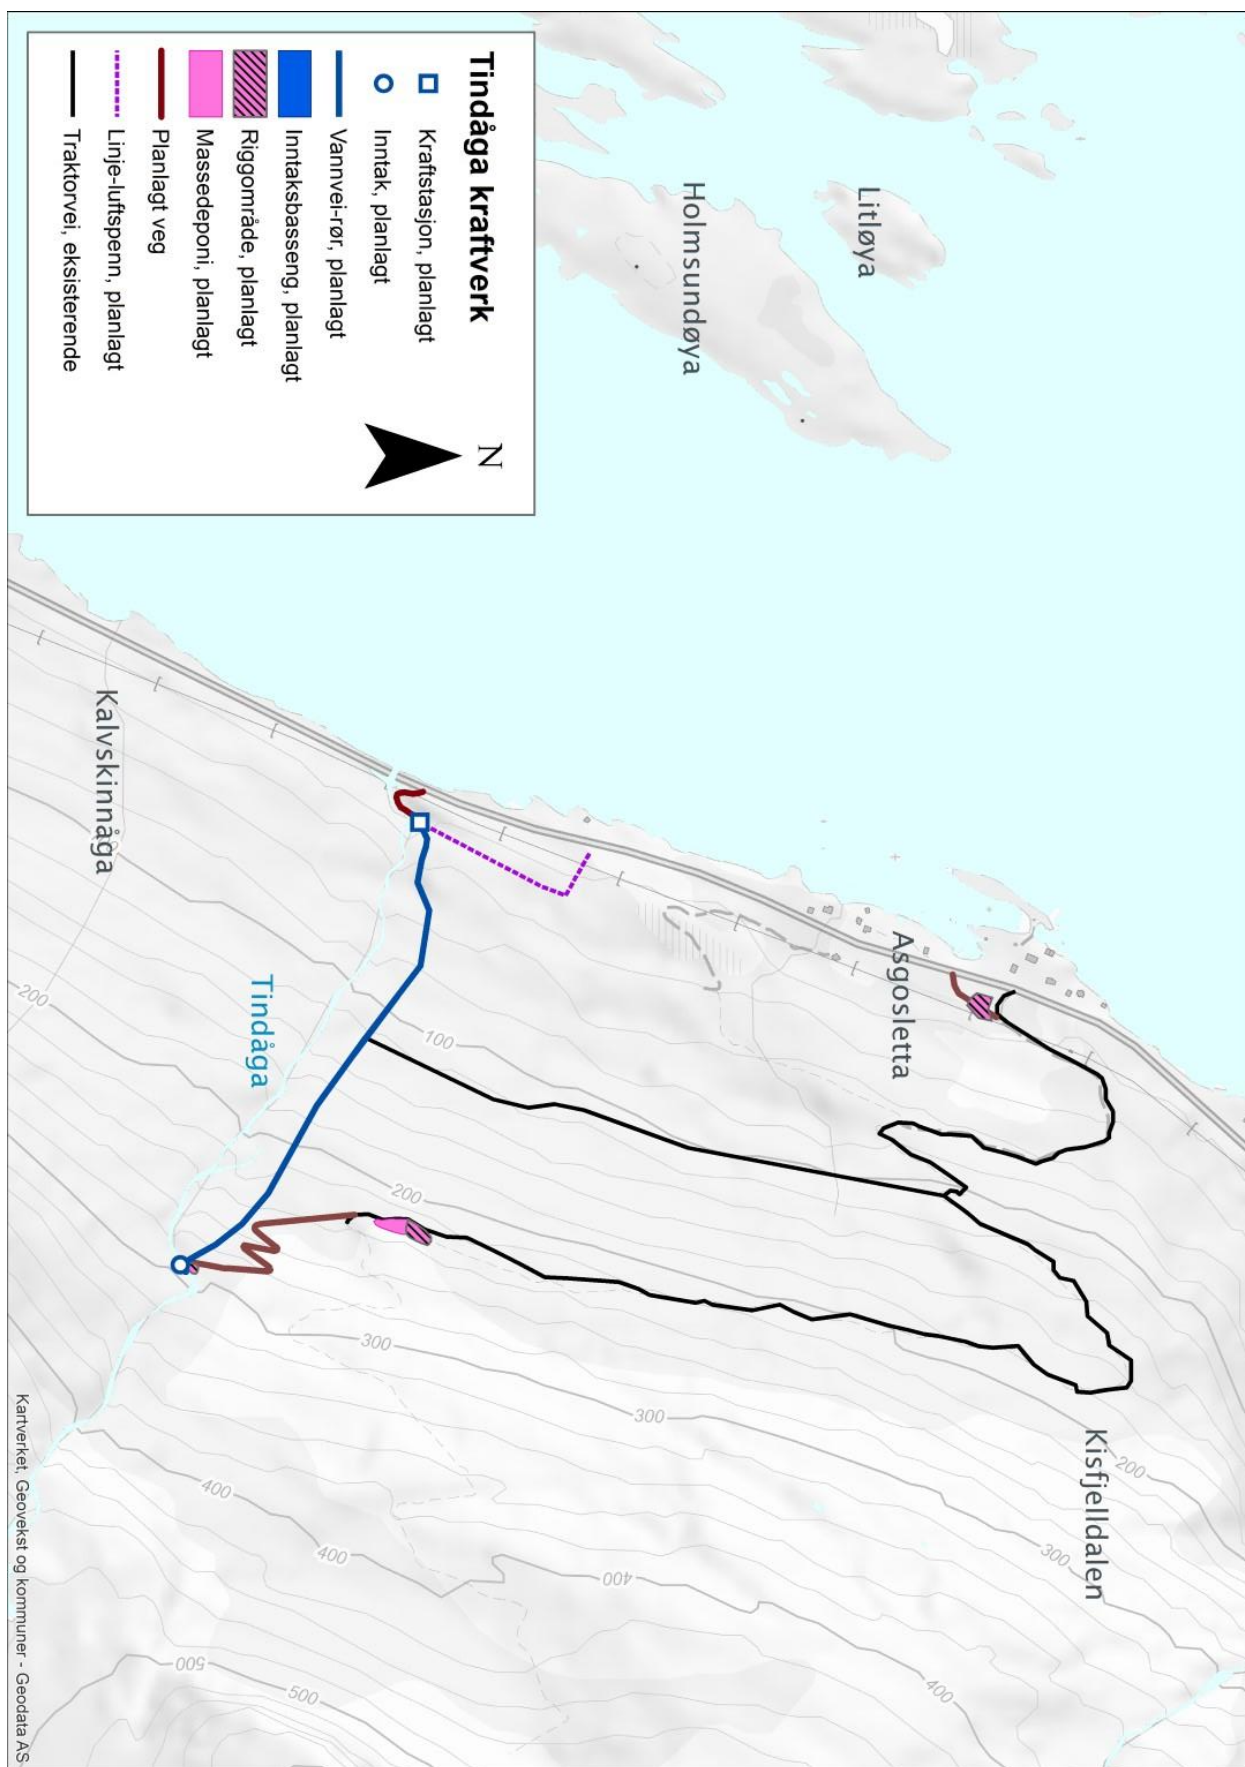 Tindåga kraftverk
Kraftstasjon, planlagt
Inntak, planlagt
Vannvei-rør, planlagt
Inntaksbasseng, planlagt
Riggområde, planlagt
Massedeponi, planlagt
Planlagt veg
Linje-luftspenn, planlagt
Traktorvei, eksisterende
N
Litløya
Holmsundøya
Asgosletta
Kisfjelldalen
Kalvskinnåga
Tindåga
100
200
200
200
300
300
300
400
400
400
400
500
500
Kartverket, Geovekst og kommuner - Geodata AS